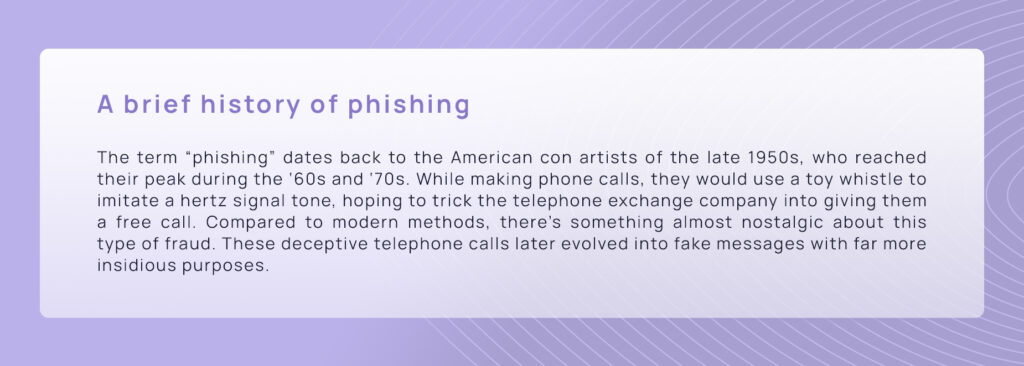 A brief history of phishing
The term “phishing” dates back to the American con artists of the late 1950s, who reached
their peak during the ‘60s and ‘70s. While making phone calls, they would use a toy whistle to
imitate a hertz signal tone, hoping to trick the telephone exchange company into giving them
a free call. Compared to modern methods, there’s something almost nostalgic about this
type of fraud. These deceptive telephone calls later evolved into fake messages with far more
insidious purposes.